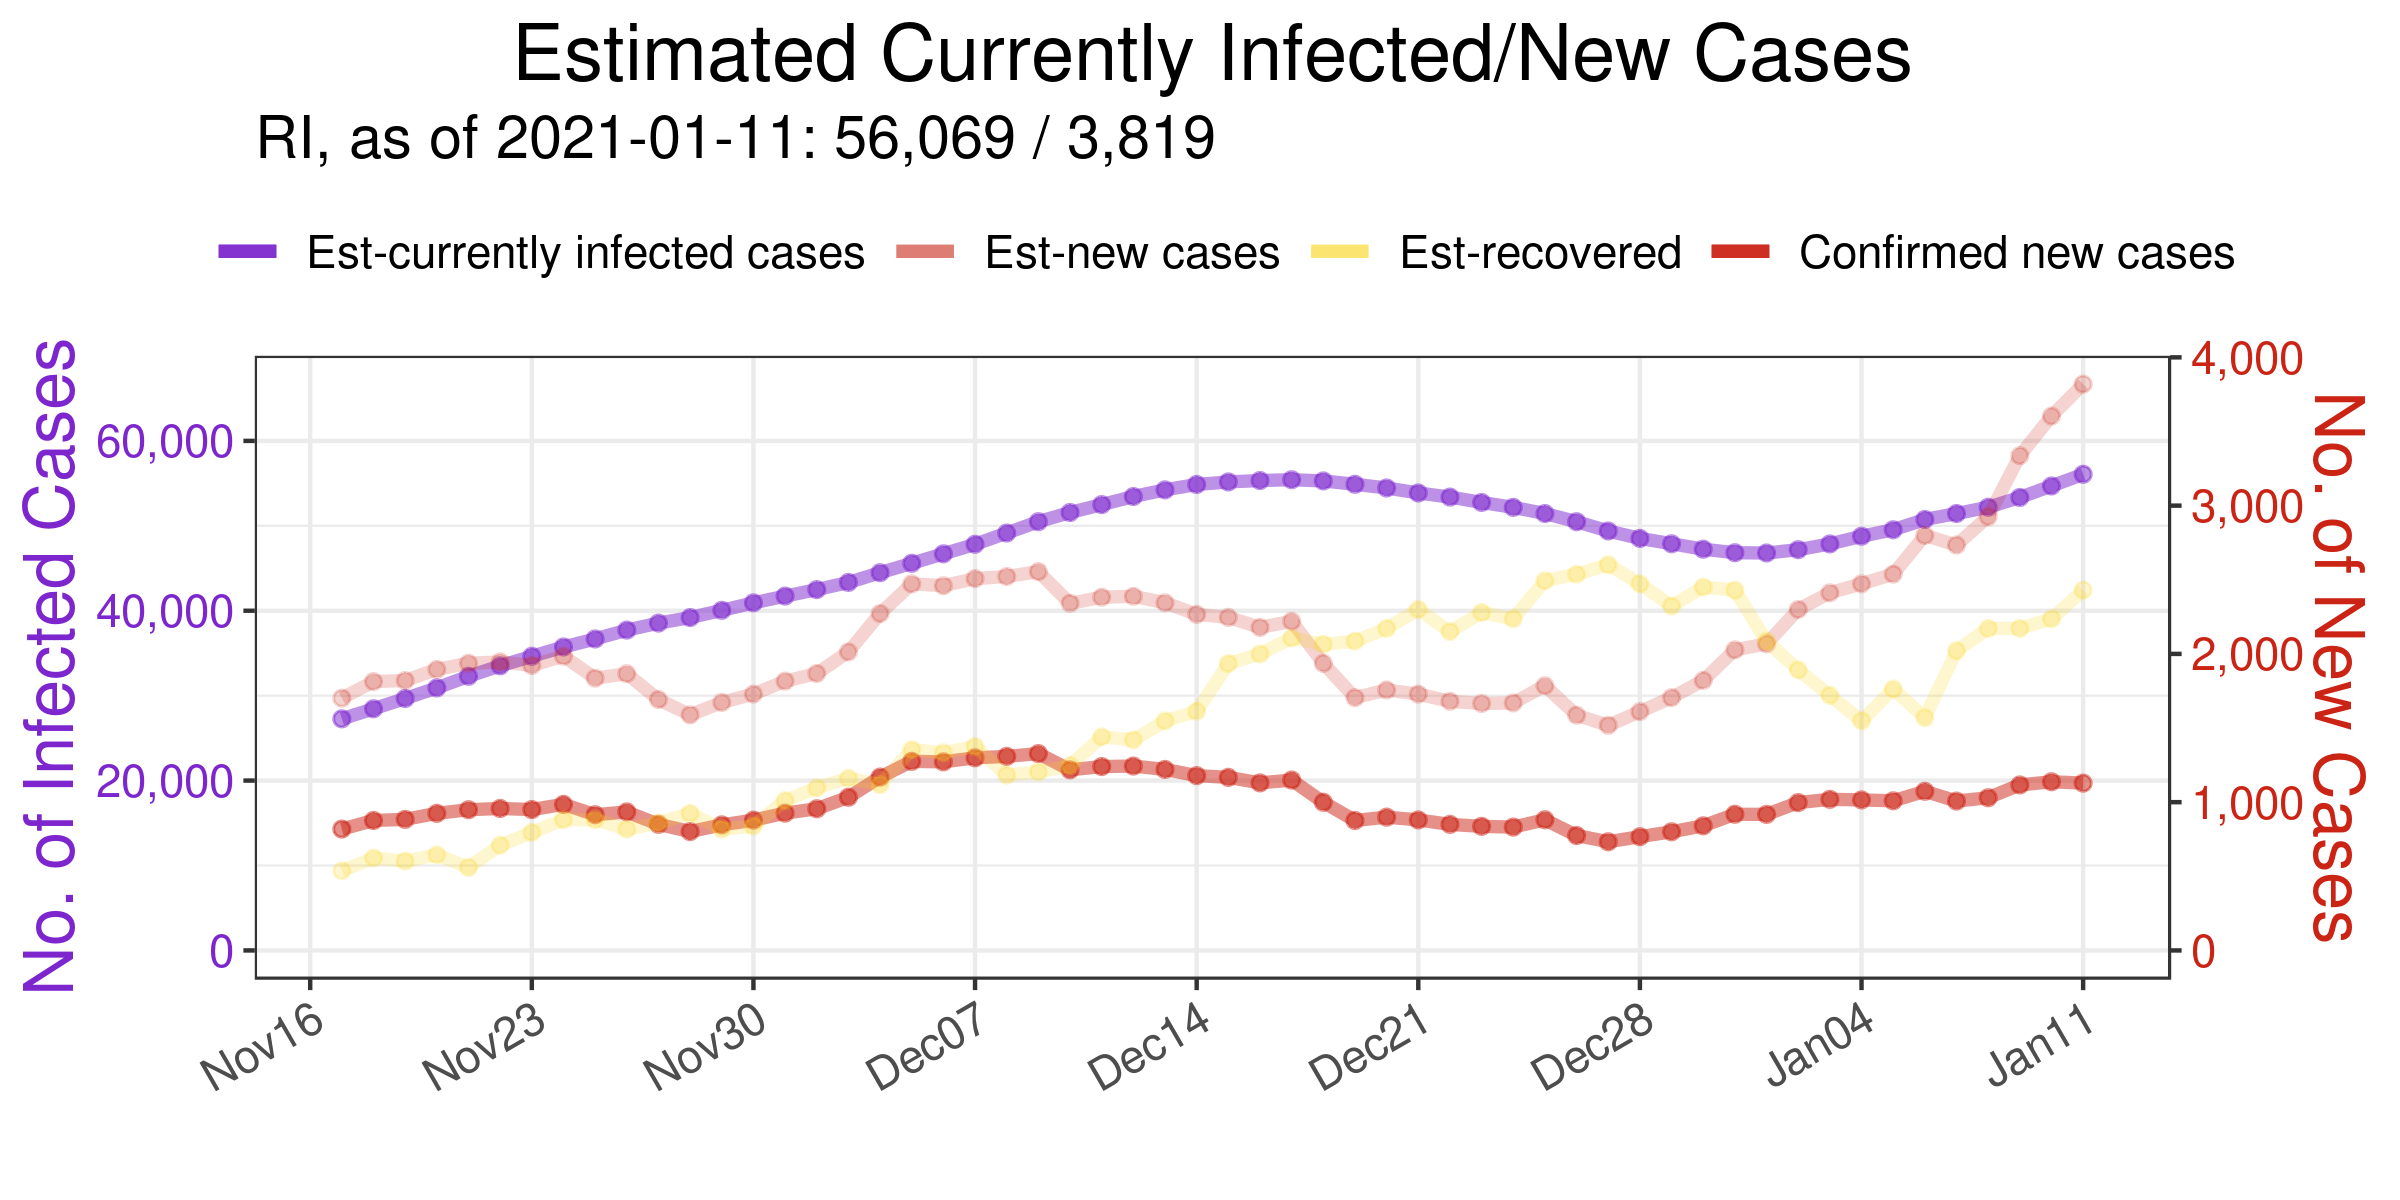 Estimated Currently Infected/New Cases
RI, as of 2021-01-11: 56,069 / 3,819
Est-currently infected cases Est-new cases Est-recovered Confirmed new cases
No. of Infected Cases
60,000
40,000
20,000
0
4,000
3,000
2,000
1,000
0
No. of New Cases
Nov16 Nov23 Nov30 Dec07 Dec14 Dec21 Dec28 Jan04 Jan11